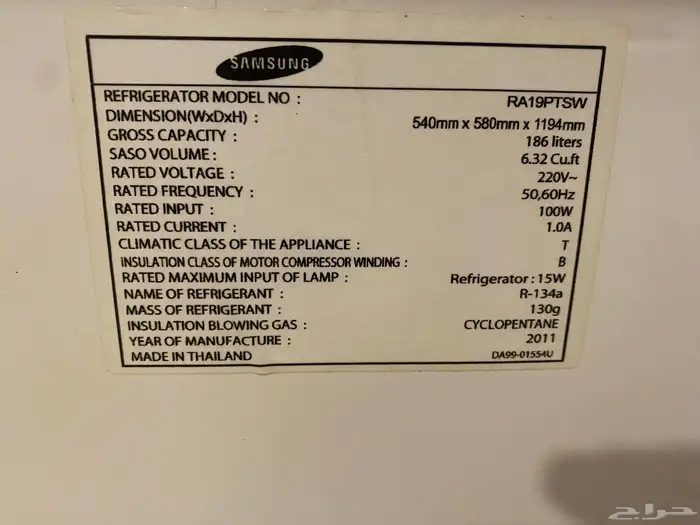 SAMSUNG
REFRIGERATOR MODEL NO : RA19PTSW
DIMENSION(WxDxH) : 540mm x 580mm x 1194mm
GROSS CAPACITY : 186 liters
SASO VOLUME : 6.32 Cu.ft
RATED VOLTAGE : 220V~
RATED FREQUENCY : 50,60Hz
RATED INPUT : 100W
RATED CURRENT : 1.0A
CLIMATIC CLASS OF THE APPLIANCE : T
INSULATION CLASS OF MOTOR COMPRESSOR WINDING : B
RATED MAXIMUM INPUT OF LAMP : Refrigerator : 15W
NAME OF REFRIGERANT : R-134a
MASS OF REFRIGERANT : 130g
INSULATION BLOWING GAS : CYCLOPENTANE
YEAR OF MANUFACTURE : 2011
MADE IN THAILAND DA99-01554U
حراج